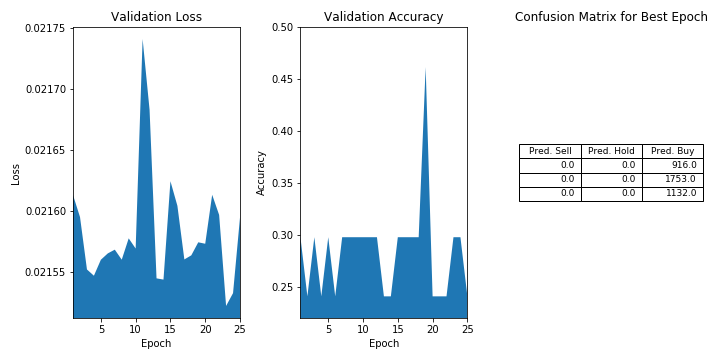 Validation Loss
0.02175
0.02170
0.02165
0.02160
0.02155
Loss
5 10 15 20 25
Epoch
Validation Accuracy
0.50
0.45
0.40
0.35
0.30
0.25
Accuracy
5 10 15 20 25
Epoch
Confusion Matrix for Best Epoch
Pred. Sell Pred. Hold Pred. Buy
0.0 0.0 916.0
0.0 0.0 1753.0
0.0 0.0 1132.0